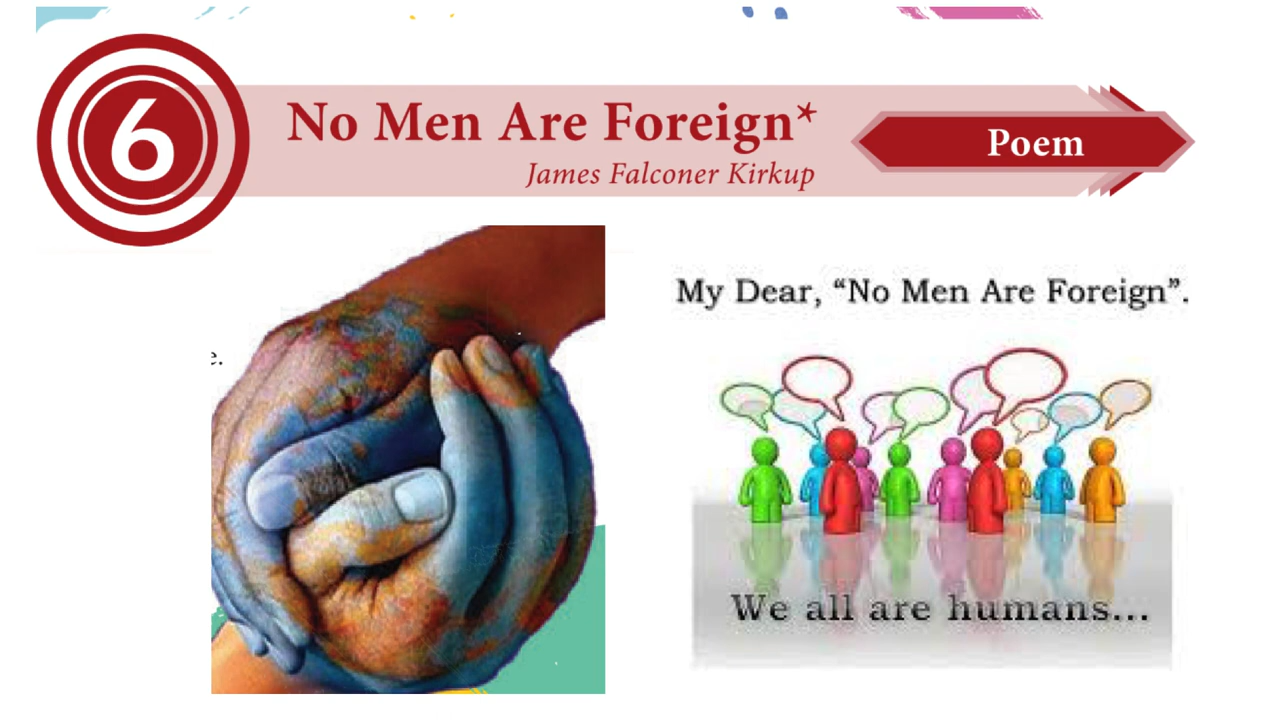 6
No Men Are Foreign*
James Falconer Kirkup
Poem
My Dear, “No Men Are Foreign”.
e.
We all are humans...